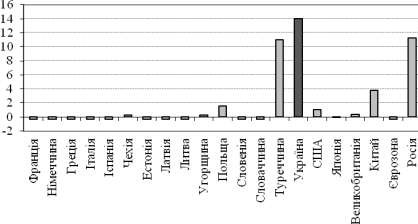 16
14
12
10
8
6
4
2
0
-2
Франція
Німеччина
Греція
Італія
Іспанія
Чехія
Естонія
Латвія
Литва
Угорщина
Польща
Словенія
Словаччина
Туреччина
Україна
США
Японія
Великобританія
Китай
Єврозона
Росія